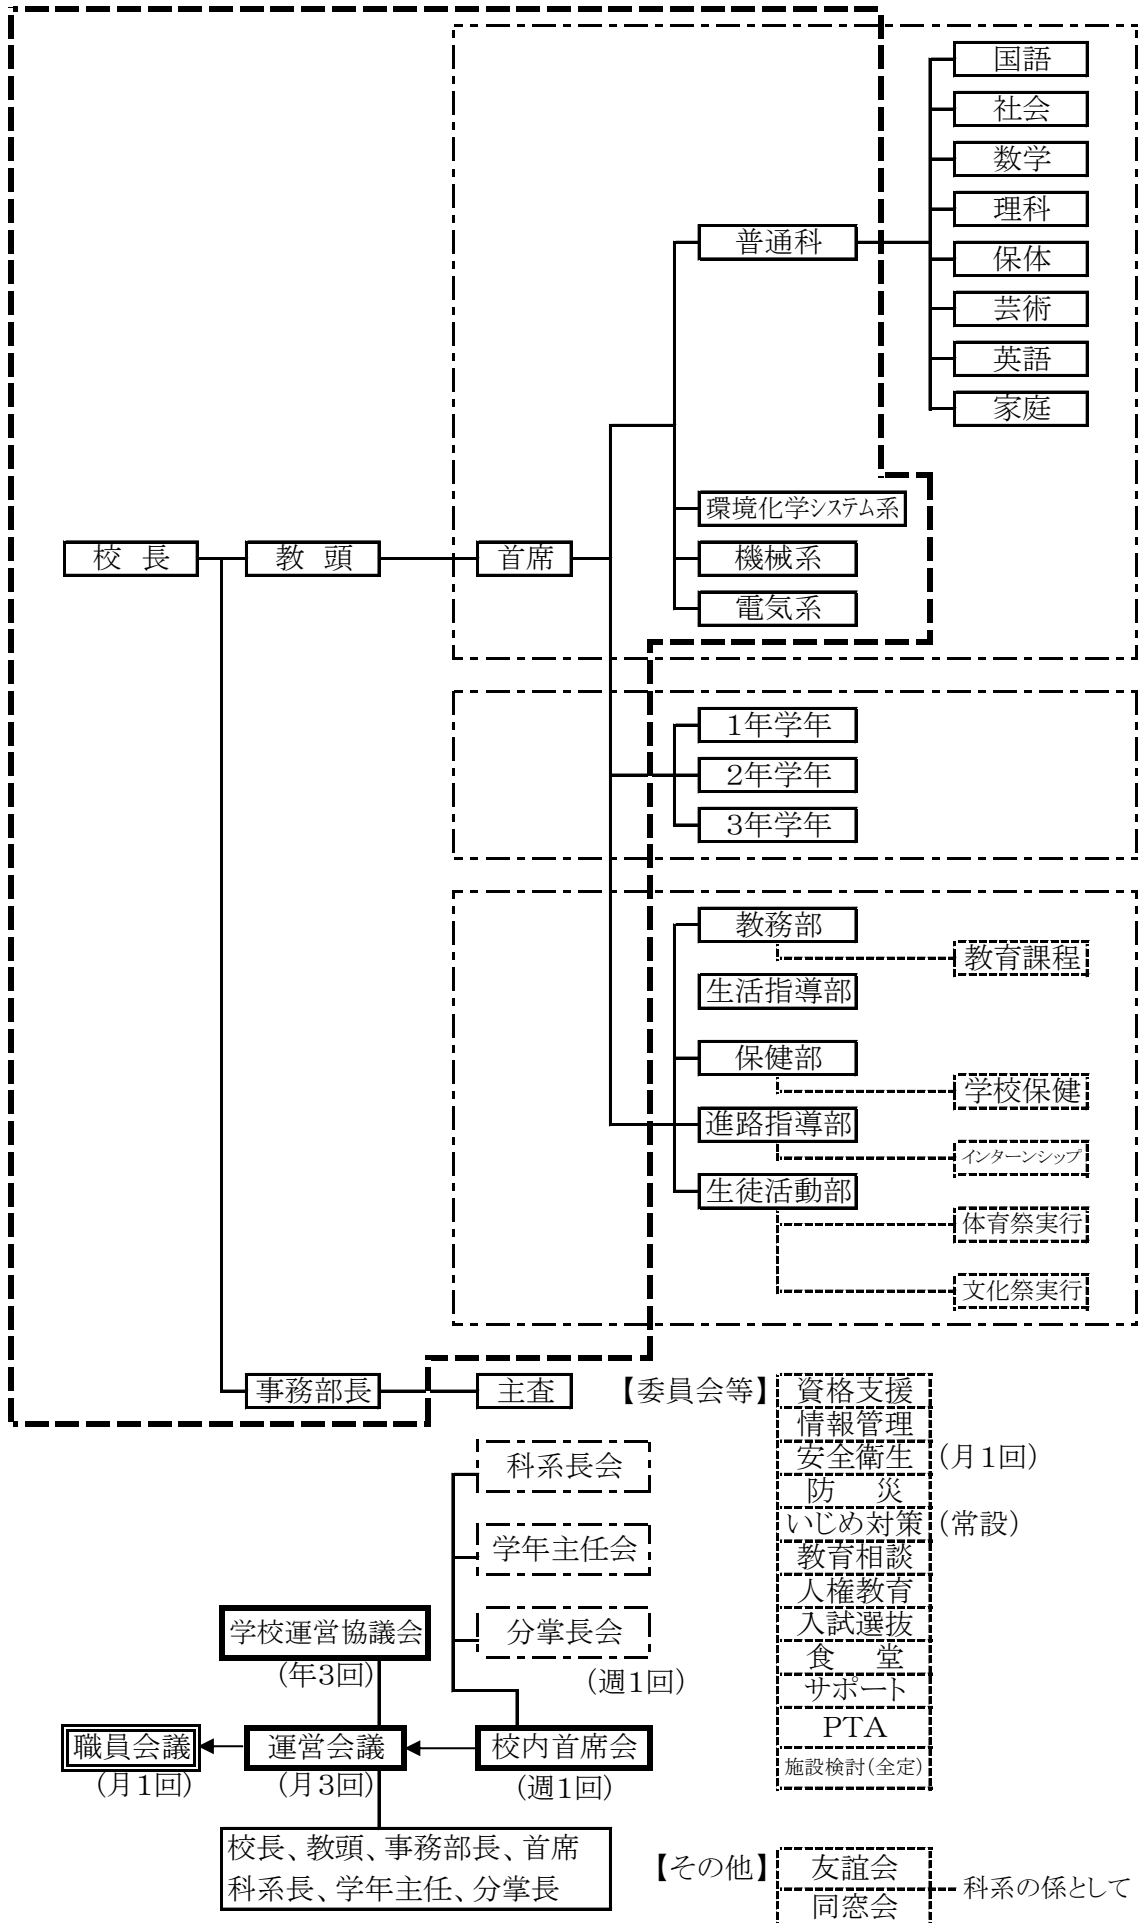 国語
社会
数学
理科
普通科
保体
芸術
英語
家庭
環境化学システム系
校　長
教　頭
首席
機械系
電気系
1年学年
2年学年
3年学年
教務部
教育課程
生活指導部
保健部
学校保健
進路指導部
インターンシップ
生徒活動部
体育祭実行
文化祭実行
事務部長
主査
【委員会等】
資格支援
情報管理
安全衛生(月1回)
防　災
いじめ対策(常設)
教育相談
人権教育
入試選抜
食　堂
サポート
PTA
施設検討(全定)
科系長会
学年主任会
分掌長会
(週1回)
学校運営協議会
(年3回)
職員会議
(月1回)
運営会議
(月3回)
校内首席会
(週1回)
校長、教頭、事務部長、首席
科系長、学年主任、分掌長
【その他】
友誼会
同窓会
科系の係として